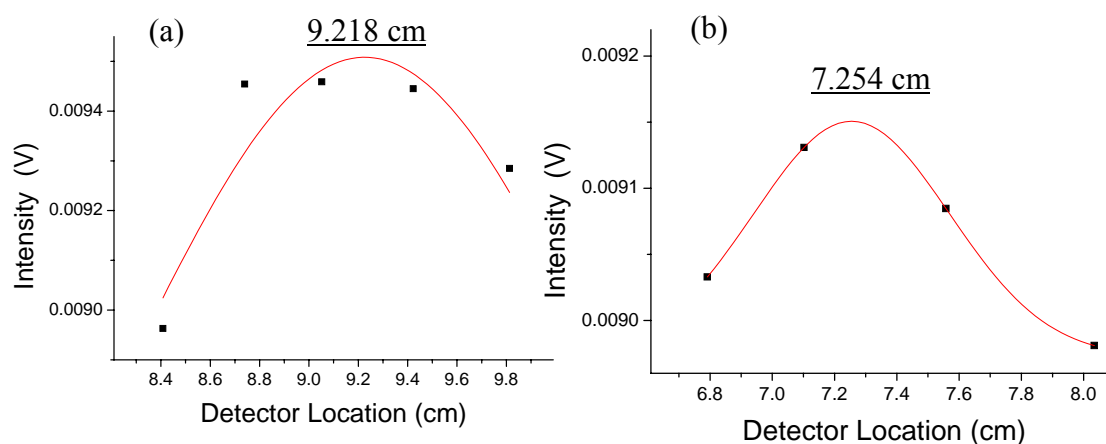 (a)
9.218 cm
0.0094
0.0092
0.0090
Intensity (V)
8.4 8.6 8.8 9.0 9.2 9.4 9.6 9.8
Detector Location (cm)
(b)
7.254 cm
0.0092
0.0091
0.0090
Intensity (V)
6.8 7.0 7.2 7.4 7.6 7.8 8.0
Detector Location (cm)